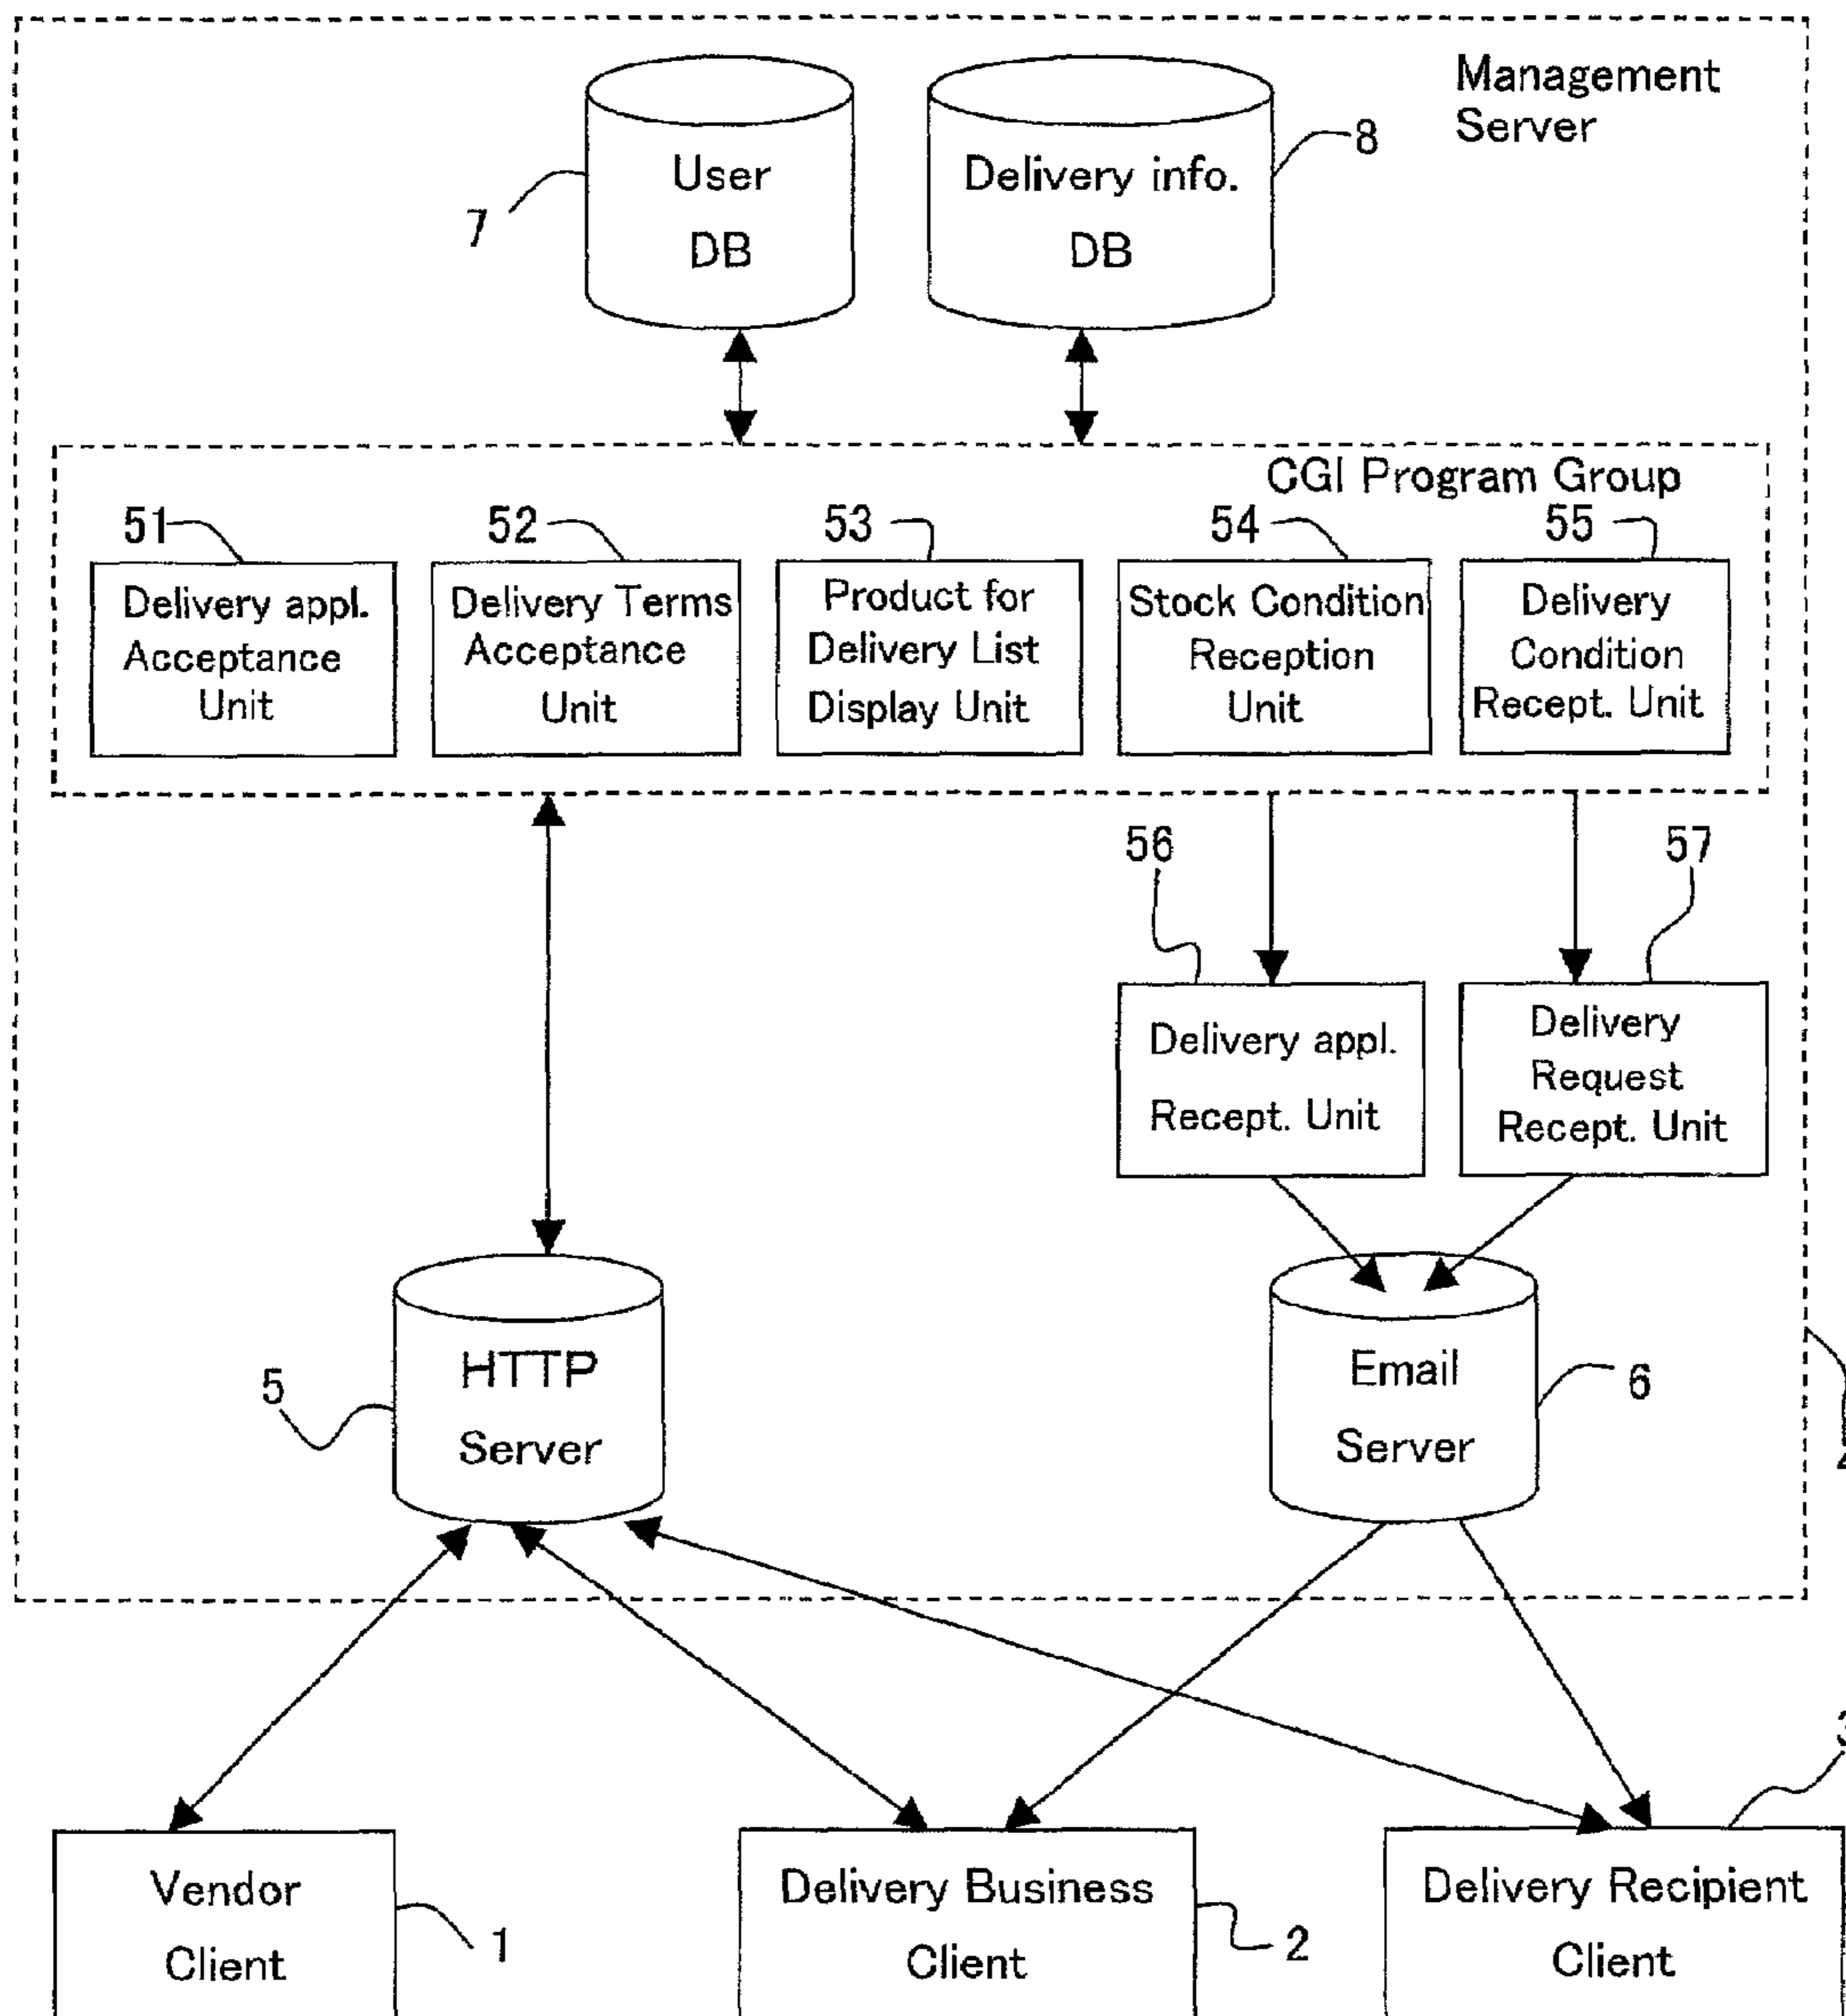 Management
Server
User
DB
7
Delivery info.
DB
8
CGI Program Group
51
52
53
54
55
Delivery appl.
Acceptance
Unit
Delivery Terms
Acceptance
Unit
Product for
Delivery List
Display Unit
Stock Condition
Reception
Unit
Delivery
Condition
Recept. Unit
56
57
Delivery appl.
Recept. Unit
Delivery
Request
Recept. Unit
HTTP
Server
5
Email
Server
6
3
Vendor
Client
1
Delivery Business
Client
2
Delivery Recipient
Client